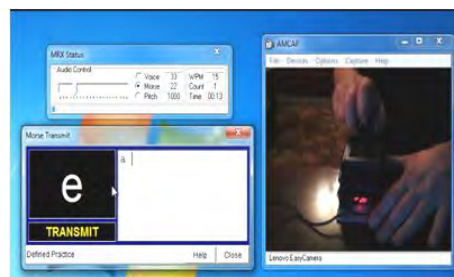 MRX Status
Audio Control
Voice 33 WPM 15
Morse 22 Count 1
Pitch 1000 Time 00:13
Morse Transmit
e
TRANSMIT
a
Defined Practice Help Close
AMCAP
File Devices Options Capture Help
Lenovo EasyCamera